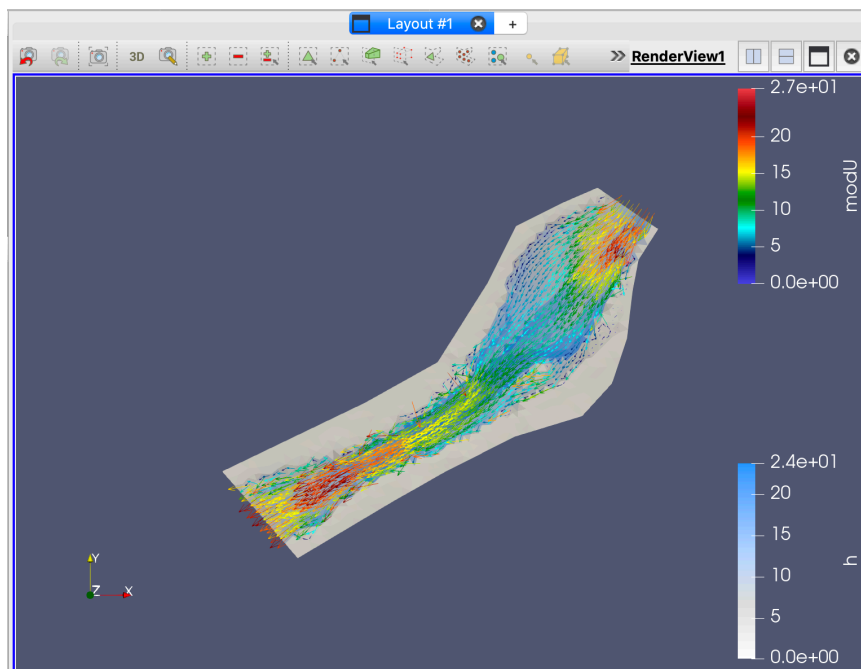 Layout #1
+
3D
RenderView1
2.7e+01
20
15
10
5
0.0e+00
modU
2.4e+01
20
15
10
5
0.0e+00
h
Y
Z
X